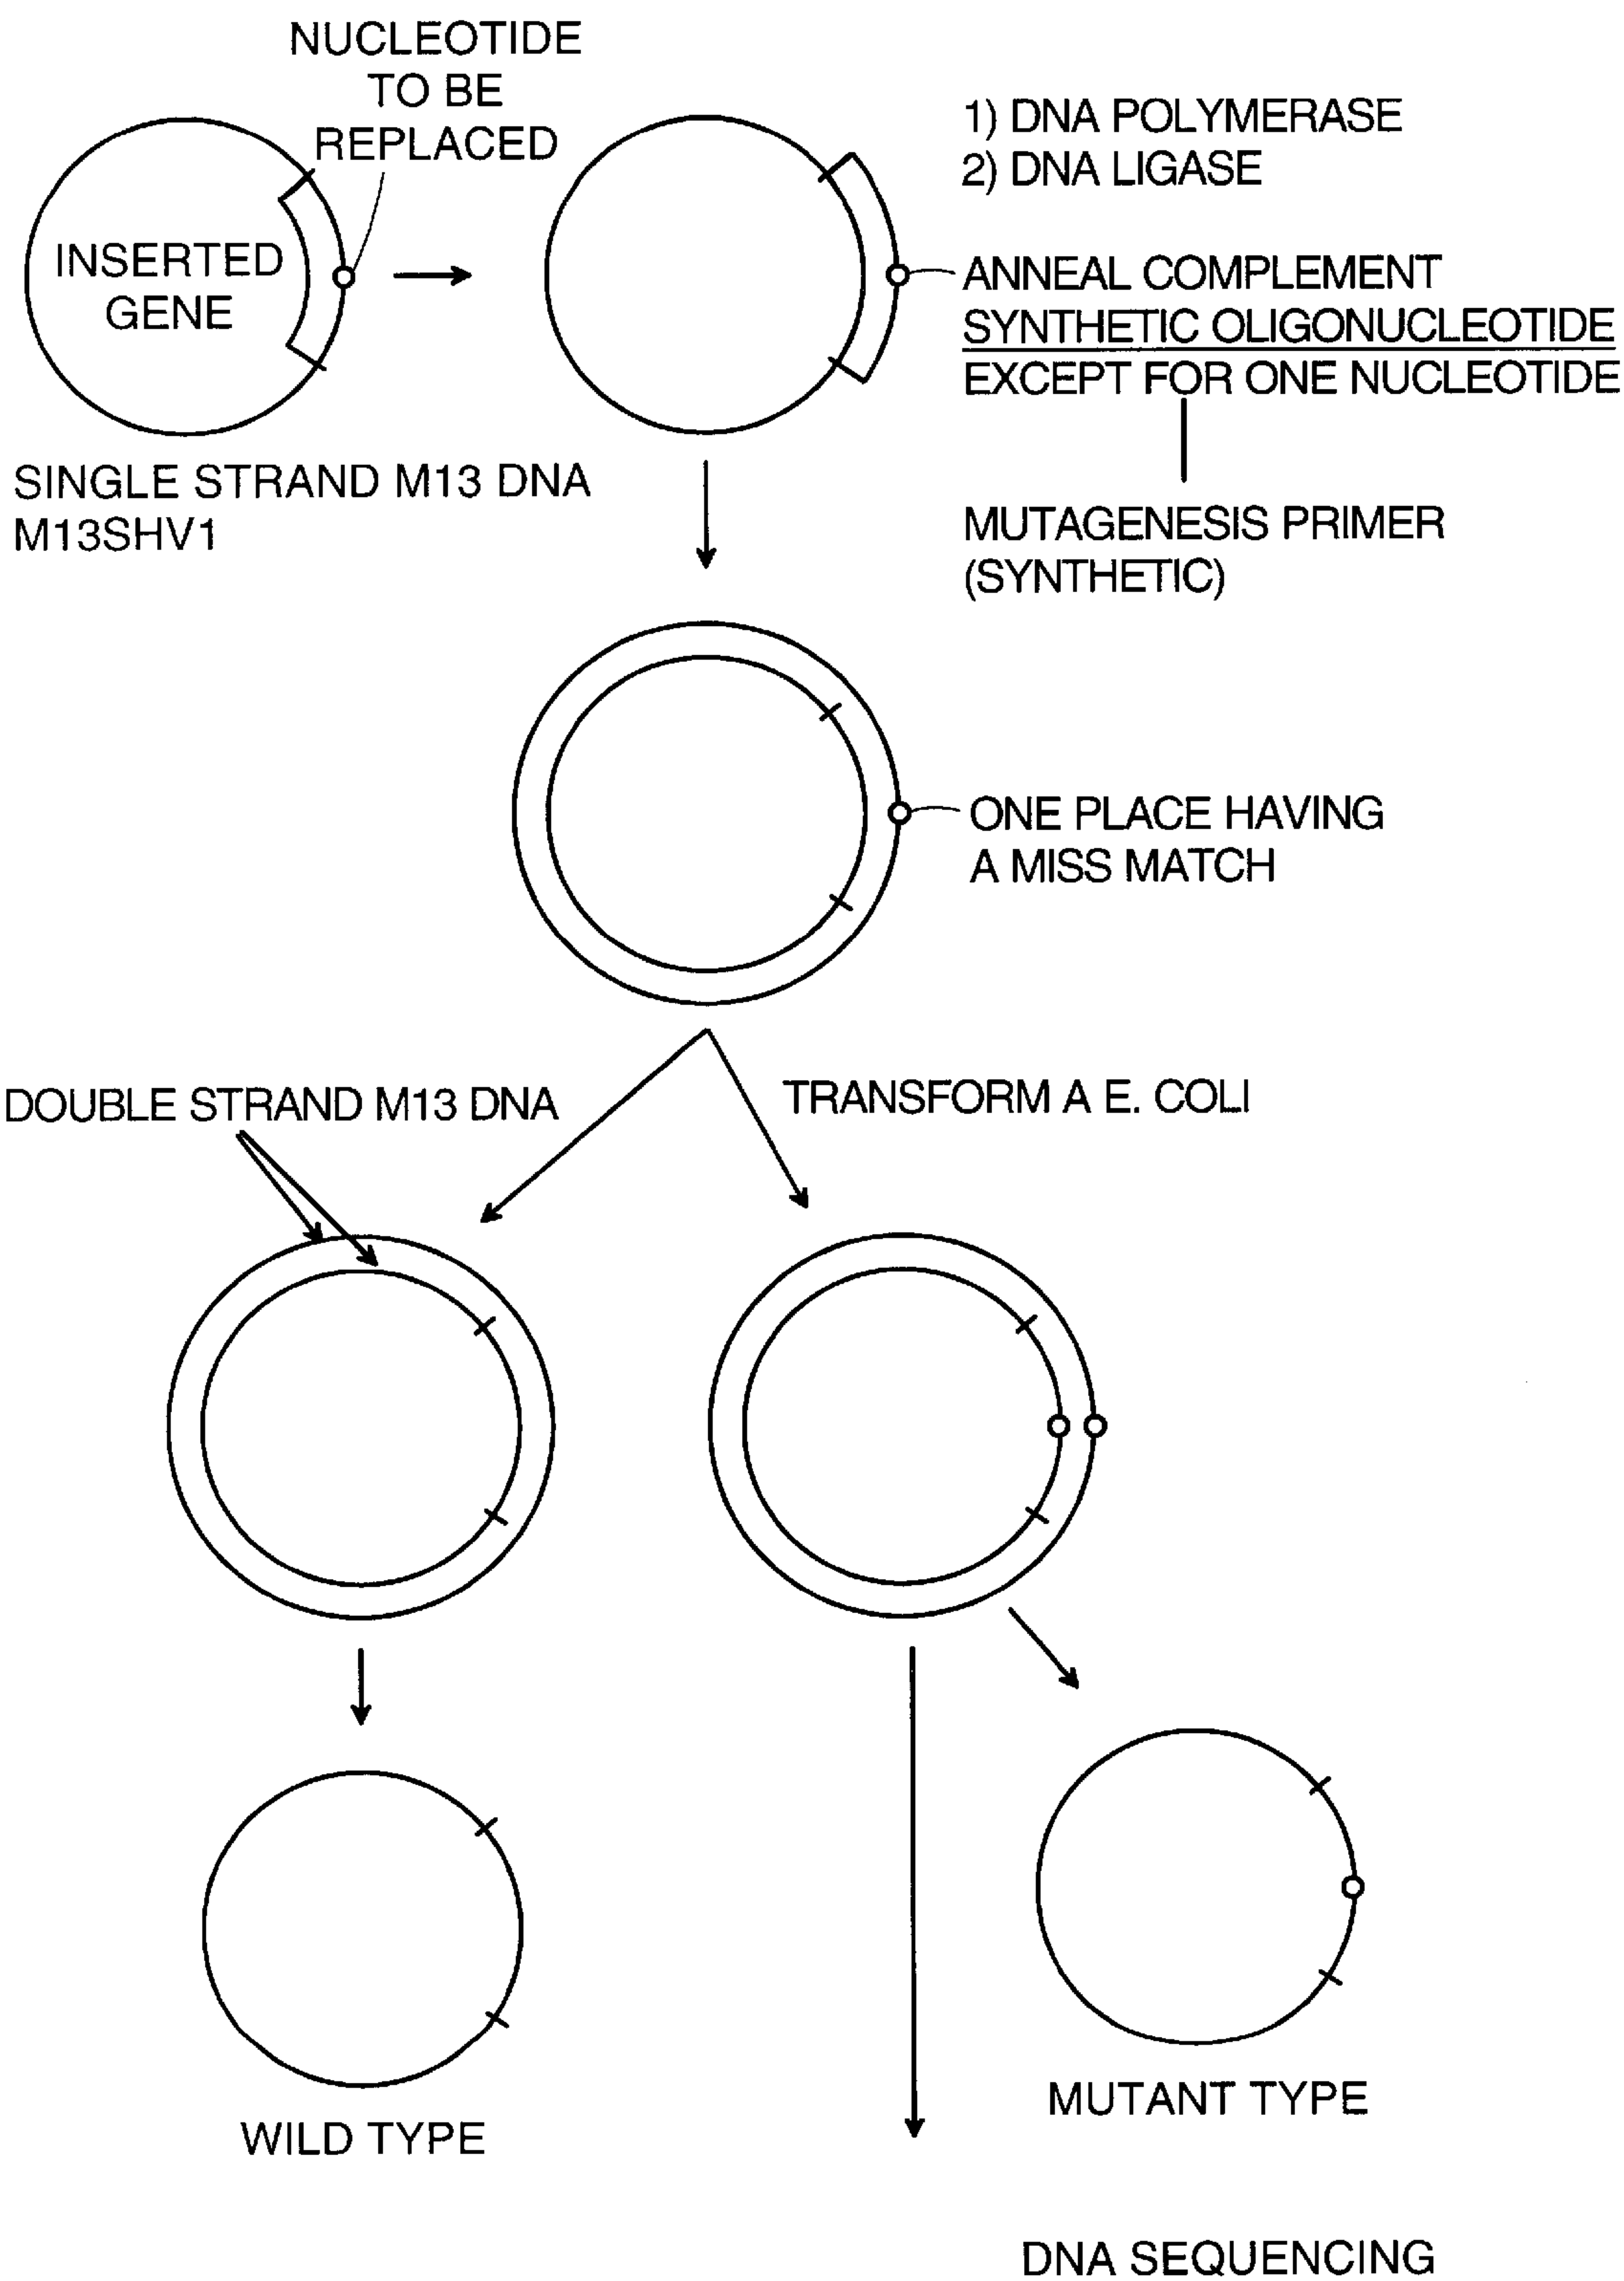 NUCLEOTIDE
TO BE
REPLACED
INSERTED
GENE
SINGLE STRAND M13 DNA
M13SHV1
1) DNA POLYMERASE
2) DNA LIGASE
ANNEAL COMPLEMENT
SYNTHETIC OLIGONUCLEOTIDE
EXCEPT FOR ONE NUCLEOTIDE
MUTAGENESIS PRIMER
(SYNTHETIC)
ONE PLACE HAVING
A MISS MATCH
DOUBLE STRAND M13 DNA
TRANSFORM A E. COLI
WILD TYPE
MUTANT TYPE
DNA SEQUENCING